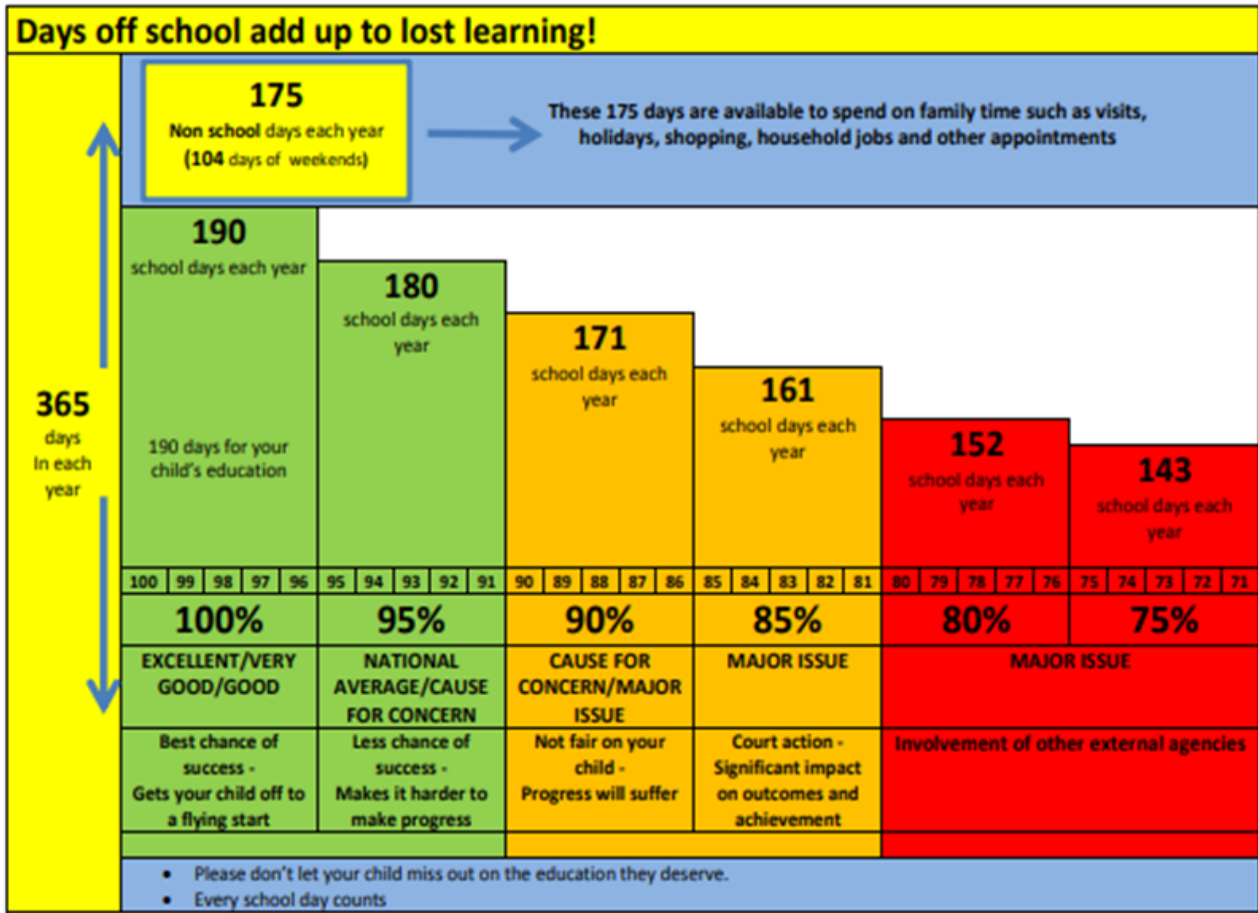 Days off school add up to lost learning!
175
Non school days each year
(104 days of weekends)
These 175 days are available to spend on family time such as visits,
holidays, shopping, household jobs and other appointments
365
days
In each
year
190
school days each year
190 days for your
child's education
180
school days each
year
171
school days each
year
161
school days each
year
152
school days each
year
143
school days each
year
100 99 98 97 96 95 94 93 92 91 90 89 88 87 86 85 84 83 82 81 80 79 78 77 76 75 74 73 72 71
100% 95% 90% 85% 80% 75%
EXCELLENT/VERY
GOOD/GOOD
NATIONAL
AVERAGE/CAUSE
FOR CONCERN
CAUSE FOR
CONCERN/MAJOR
ISSUE
MAJOR ISSUE
MAJOR ISSUE
Best chance of
success -
Gets your child off to
a flying start
Less chance of
success -
Makes it harder to
make progress
Not fair on your
child -
Progress will suffer
Court action -
Significant impact
on outcomes and
achievement
Involvement of other external agencies
• Please don't let your child miss out on the education they deserve.
• Every school day counts